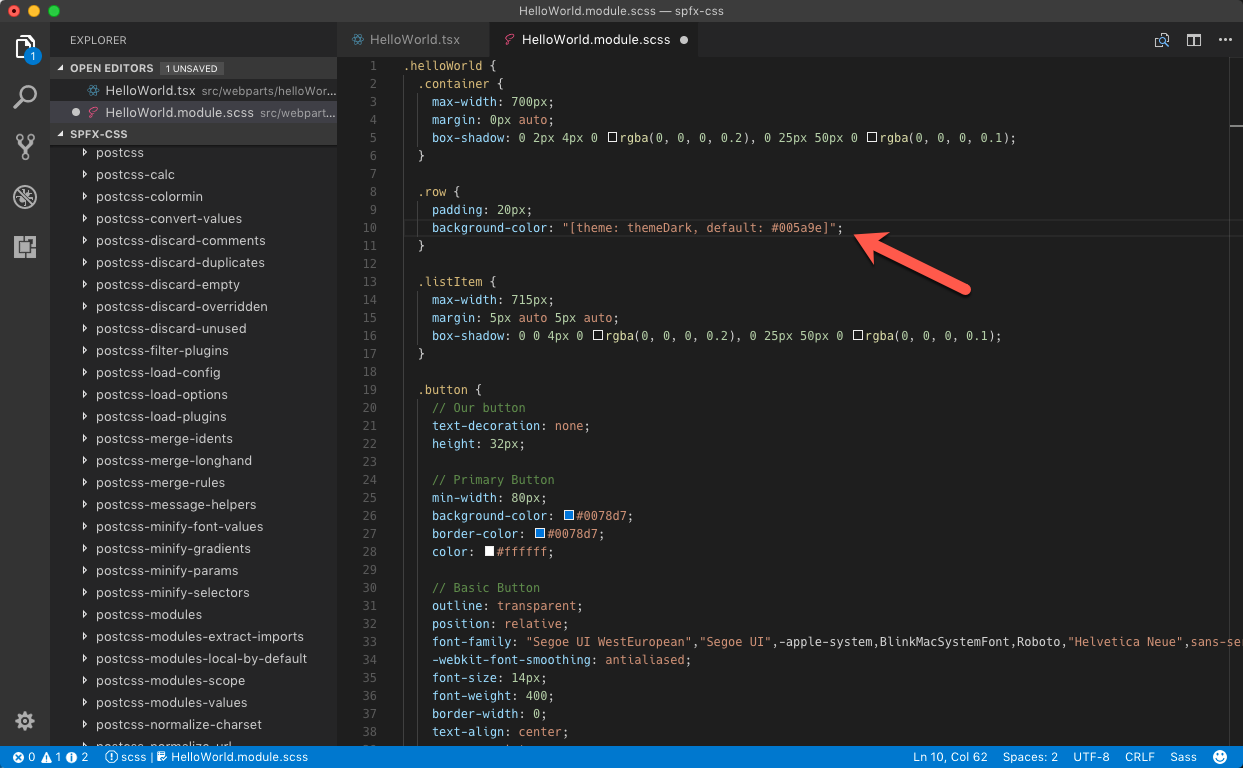 HelloWorld.module.scss — spfx-css
1
EXPLORER
OPEN EDITORS 1 UNSAVED
HelloWorld.tsx src/webparts/helloWor...
HelloWorld.module.scss src/webpart...
SPFX-CSS
postcss
postcss-calc
postcss-colormin
postcss-convert-values
postcss-discard-comments
postcss-discard-duplicates
postcss-discard-empty
postcss-discard-overridden
postcss-discard-unused
postcss-filter-plugins
postcss-load-config
postcss-load-options
postcss-load-plugins
postcss-merge-idents
postcss-merge-longhand
postcss-merge-rules
postcss-message-helpers
postcss-minify-font-values
postcss-minify-gradients
postcss-minify-params
postcss-minify-selectors
postcss-modules
postcss-modules-extract-imports
postcss-modules-local-by-default
postcss-modules-scope
postcss-modules-values
postcss-normalize-charset
postcss-normalize-url
HelloWorld.tsx HelloWorld.module.scss
1 .helloWorld {
2 .container {
3 max-width: 700px;
4 margin: 0px auto;
5 box-shadow: 0 2px 4px 0 rgba(0, 0, 0, 0.2), 0 25px 50px 0 rgba(0, 0, 0, 0.1);
6 }
7
8 .row {
9 padding: 20px;
10 background-color: "[theme: themeDark, default: #005a9e]";
11 }
12
13 .listItem {
14 max-width: 715px;
15 margin: 5px auto 5px auto;
16 box-shadow: 0 0 4px 0 rgba(0, 0, 0, 0.2), 0 25px 50px 0 rgba(0, 0, 0, 0.1);
17 }
18
19 .button {
20 // Our button
21 text-decoration: none;
22 height: 32px;
23
24 // Primary Button
25 min-width: 80px;
26 background-color: #0078d7;
27 border-color: #0078d7;
28 color: #ffffff;
29
30 // Basic Button
31 outline: transparent;
32 position: relative;
33 font-family: "Segoe UI WestEuropean","Segoe UI",-apple-system,BlinkMacSystemFont,Roboto,"Helvetica Neue",sans-se
34 -webkit-font-smoothing: antialiased;
35 font-size: 14px;
36 font-weight: 400;
37 border-width: 0;
38 text-align: center;
0 1 2 scss | HelloWorld.module.scss Ln 10, Col 62 Spaces: 2 UTF-8 CRLF Sass